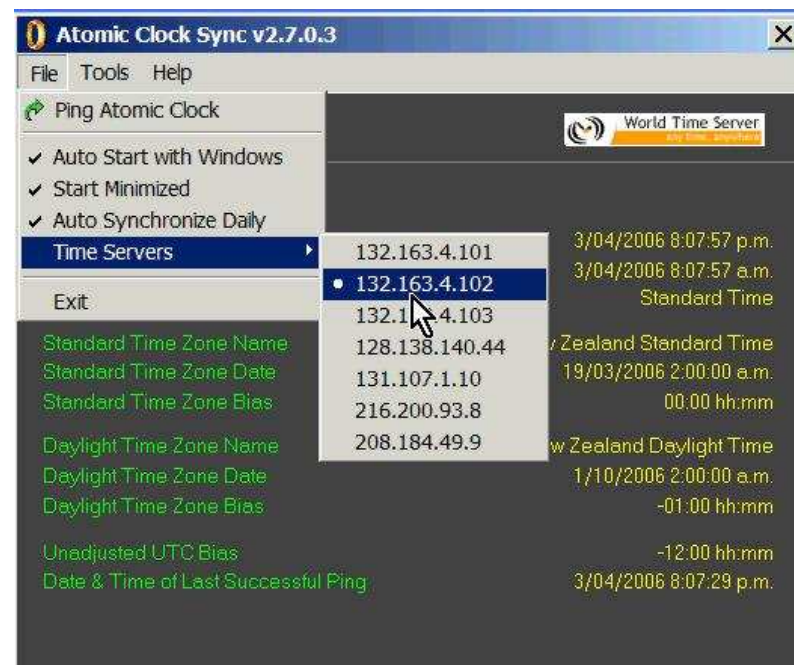 Atomic Clock Sync v2.7.0.3
File Tools Help
Ping Atomic Clock
World Time Server
Auto Start with Windows
Start Minimized
Auto Synchronize Daily
Time Servers
Exit
132.163.4.101
132.163.4.102
4.103
128.138.140.44
131.107.1.10
216.200.93.8
208.184.49.9
3/04/2006 8:07:57 p.m.
3/04/2006 8:07:57 a.m.
Standard Time
Standard Time Zone Name Zealand Standard Time
Standard Time Zone Date 19/03/2006 2:00:00 a.m.
Standard Time Zone Bias 00:00 hh:mm
Daylight Time Zone Name w Zealand Daylight Time
Daylight Time Zone Date 1/10/2006 2:00:00 a.m.
Daylight Time Zone Bias -01:00 hh:mm
Unadjusted UTC Bias -12:00 hh:mm
Date & Time of Last Successful Ping 3/04/2006 8:07:29 p.m.